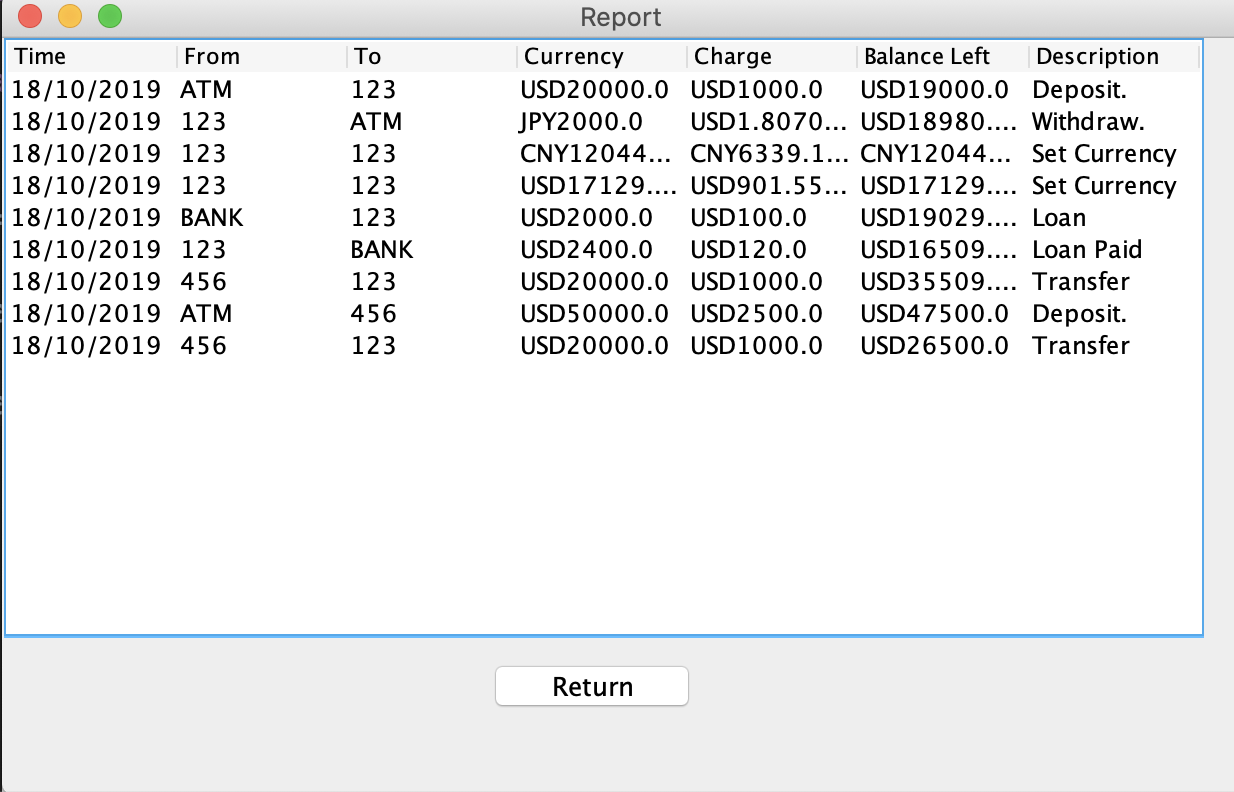 Report
Time From To Currency Charge Balance Left Description
18/10/2019 ATM 123 USD20000.0 USD1000.0 USD19000.0 Deposit.
18/10/2019 123 ATM JPY2000.0 USD1.8070... USD18980.... Withdraw.
18/10/2019 123 123 CNY12044... CNY6339.1... CNY12044... Set Currency
18/10/2019 123 123 USD17129.... USD901.55... USD17129.... Set Currency
18/10/2019 BANK 123 USD2000.0 USD100.0 USD19029.... Loan
18/10/2019 123 BANK USD2400.0 USD120.0 USD16509.... Loan Paid
18/10/2019 456 123 USD20000.0 USD1000.0 USD35509.... Transfer
18/10/2019 ATM 456 USD50000.0 USD2500.0 USD47500.0 Deposit.
18/10/2019 456 123 USD20000.0 USD1000.0 USD26500.0 Transfer
Return